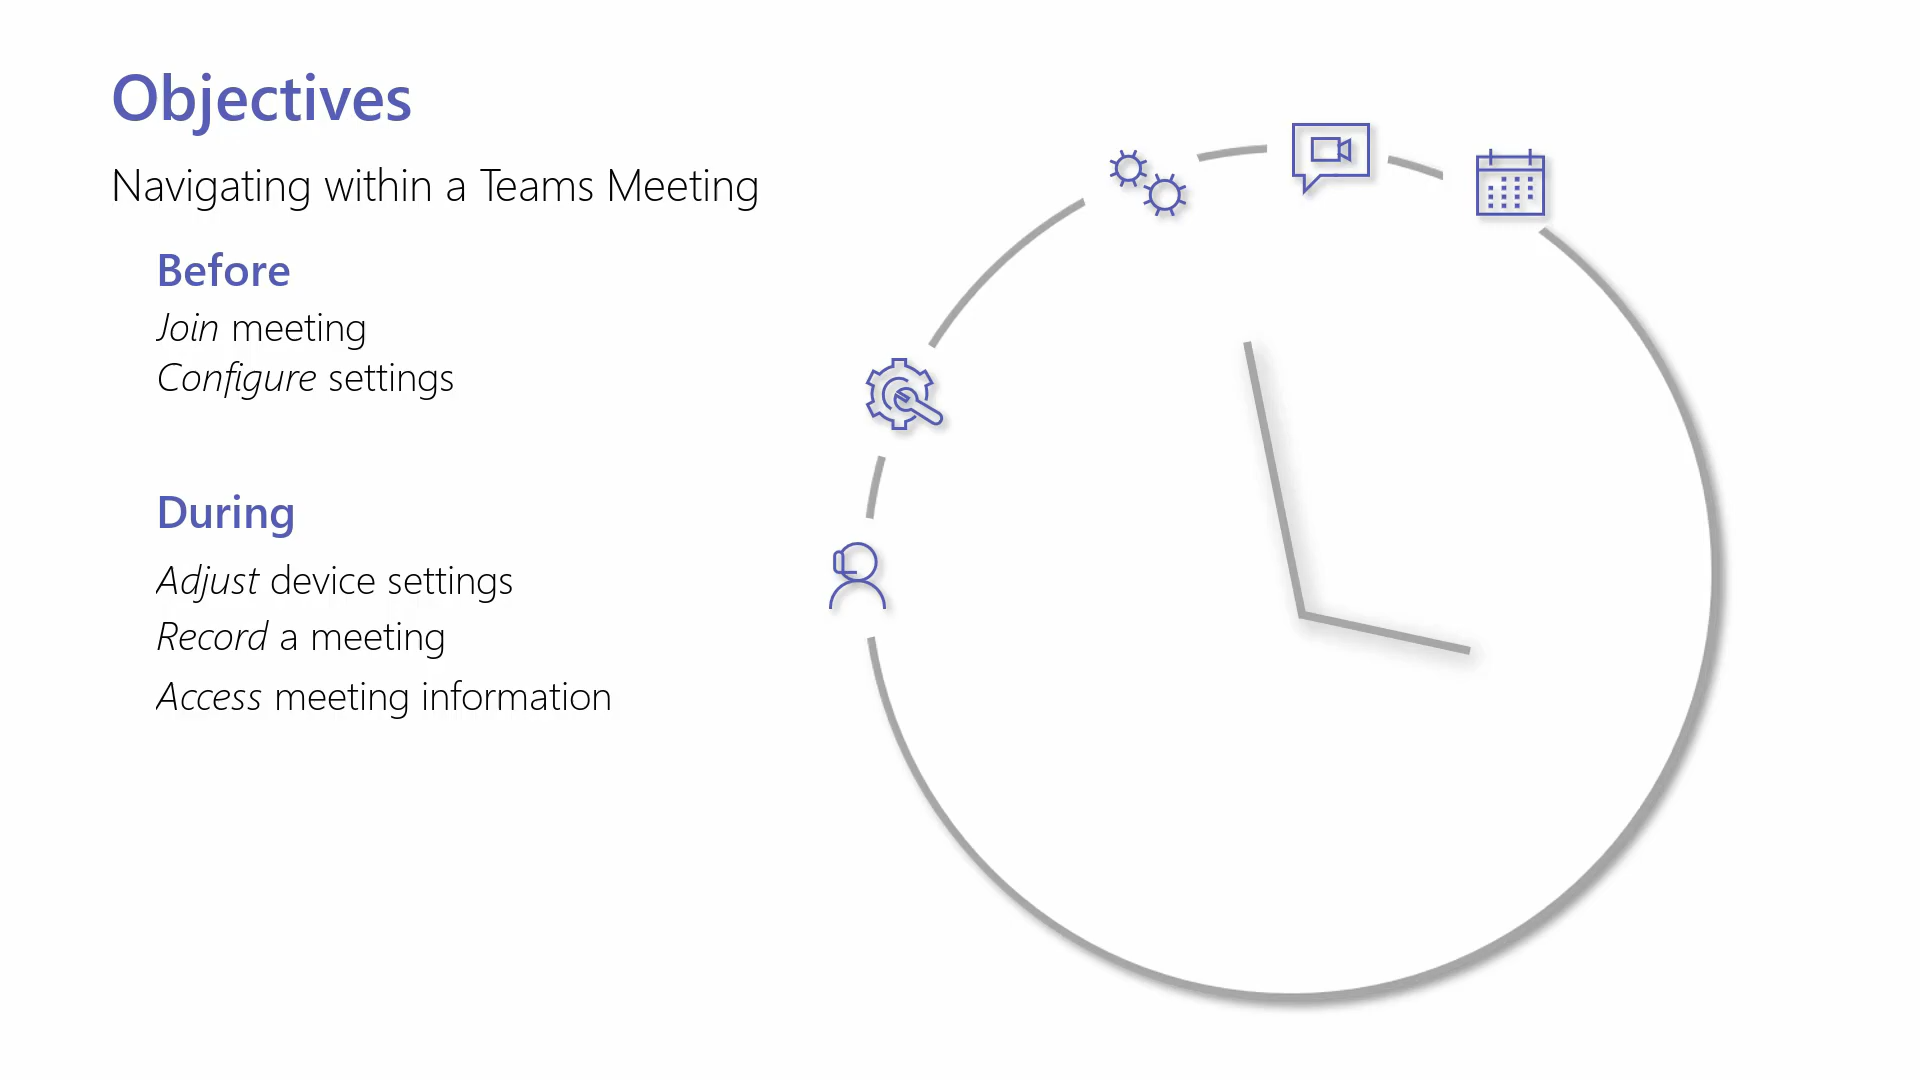 Objectives
Navigating within a Teams Meeting
Before
Join meeting
Configure settings
During
Adjust device settings
Record a meeting
Access meeting information